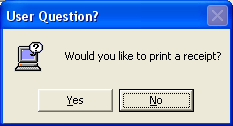 User Question?
Would you like to print a receipt?
Yes
No